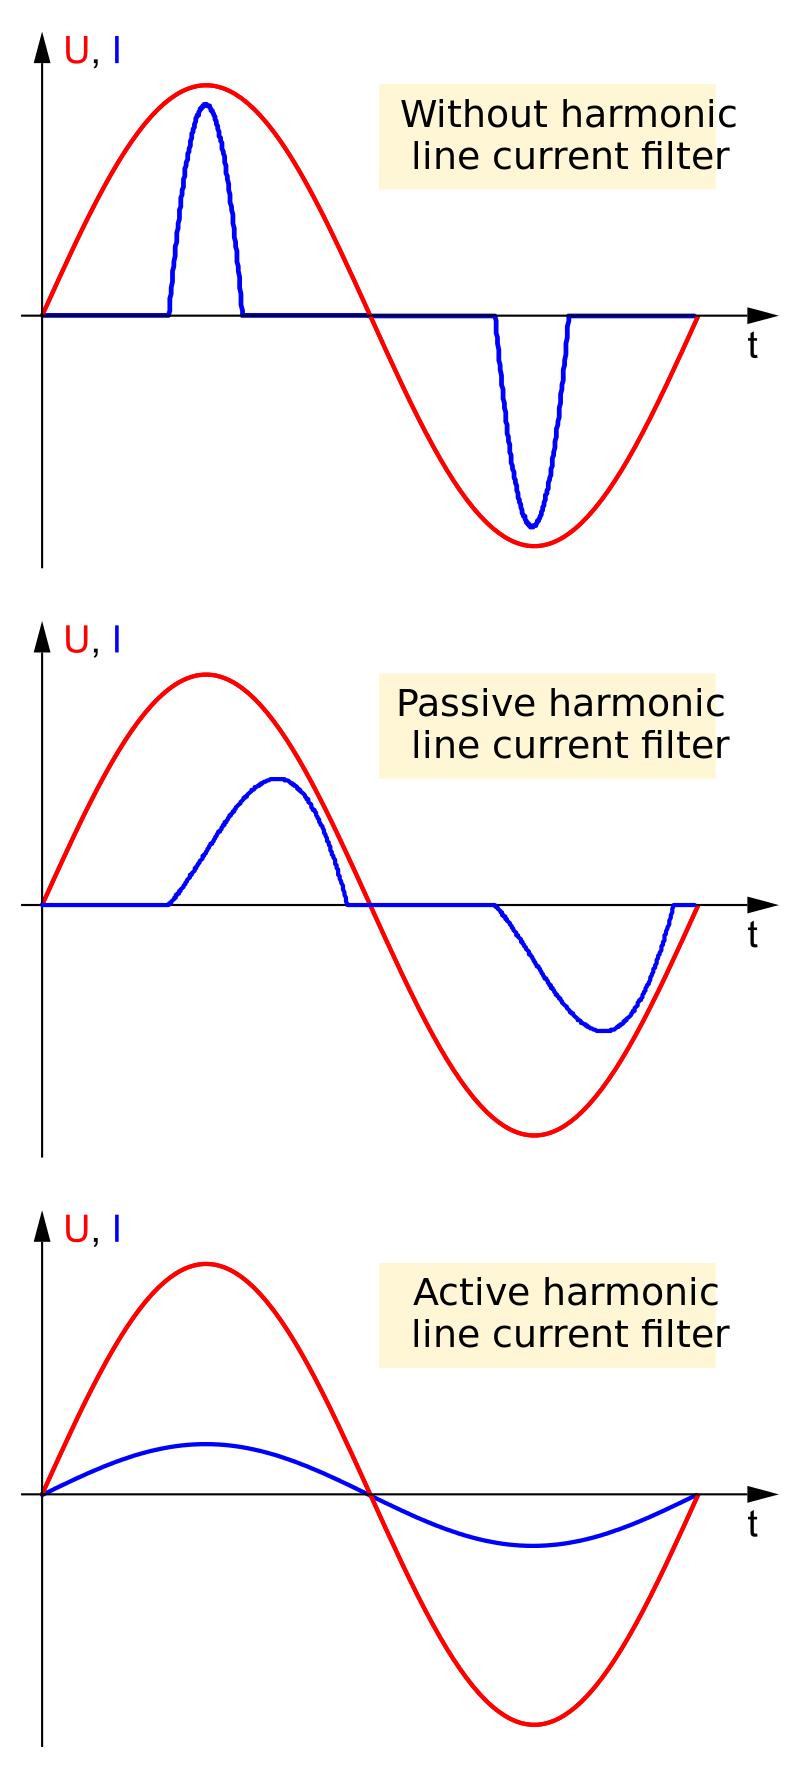 U, I
Without harmonic
line current filter
t
U, I
Passive harmonic
line current filter
t
U, I
Active harmonic
line current filter
t